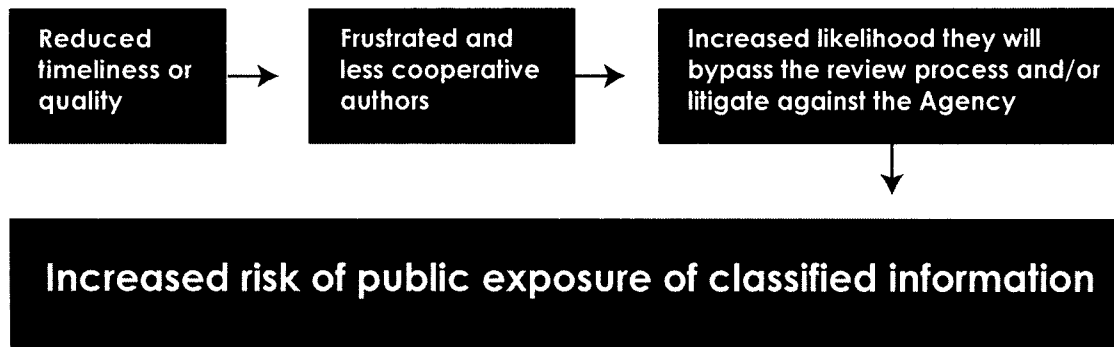 Reduced
timeliness or
quality
Frustrated and
less cooperative
authors
Increased likelihood they will
bypass the review process and/or
litigate against the Agency
Increased risk of public exposure of classified information